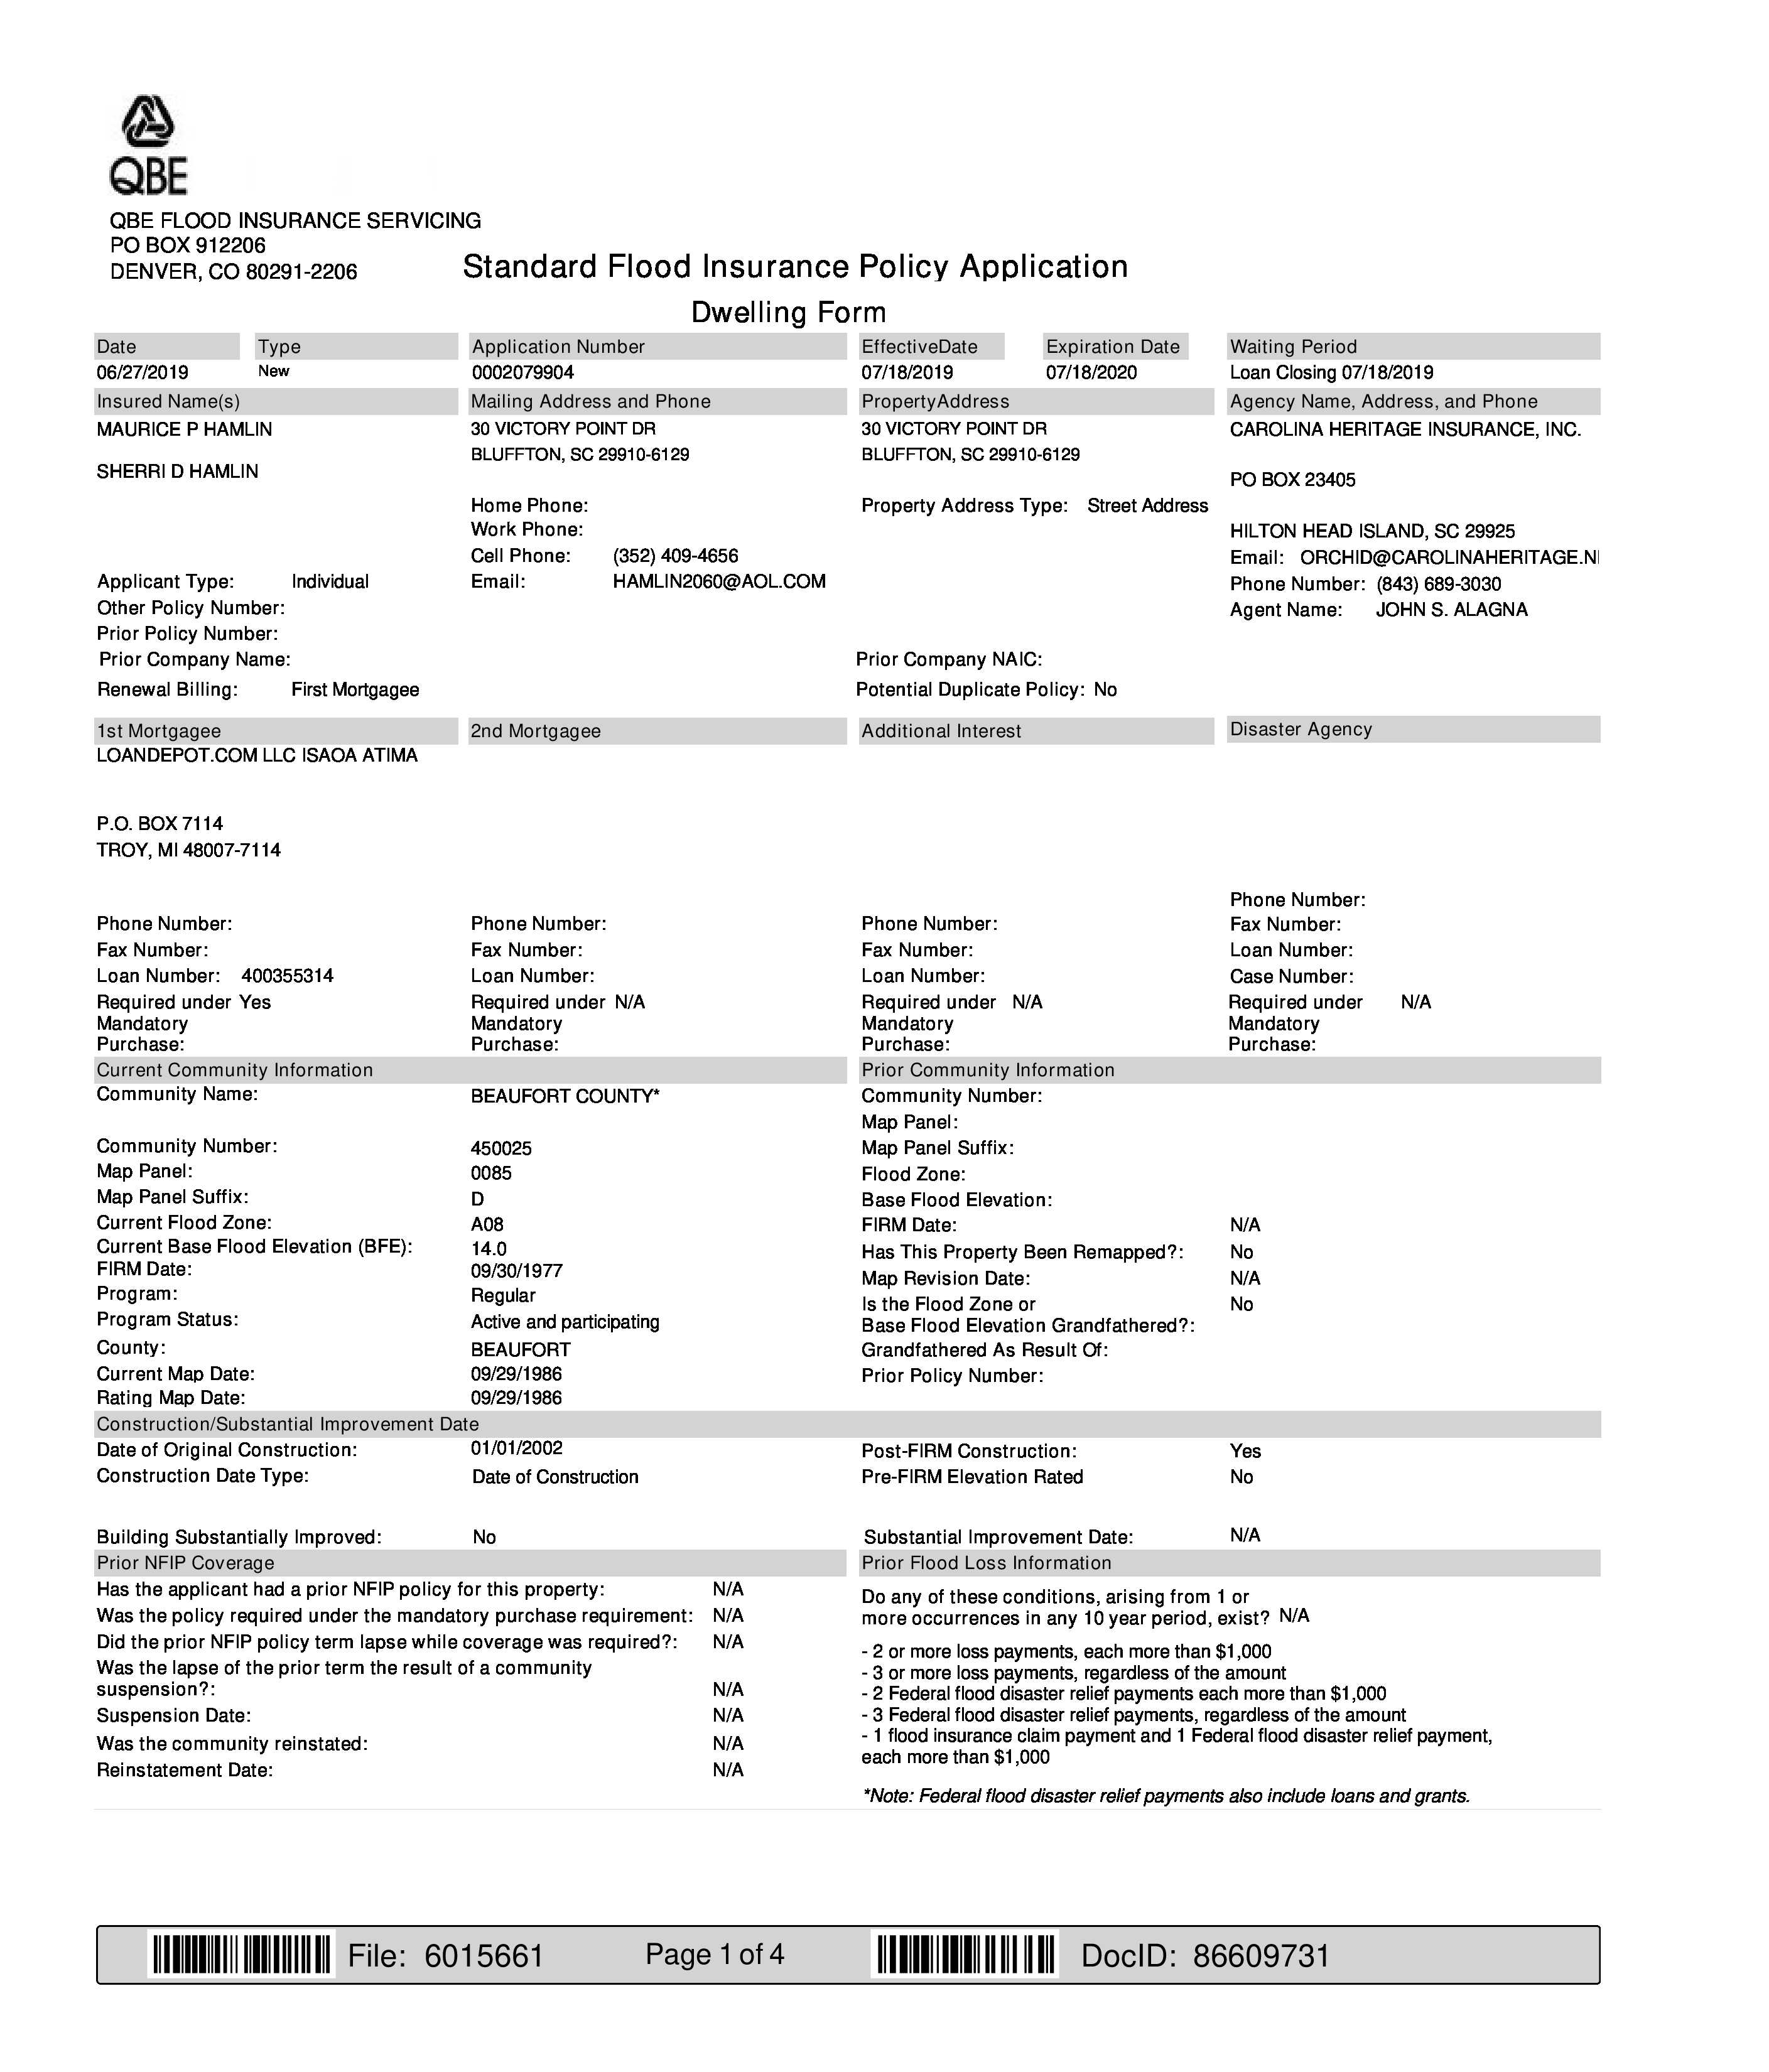 QBE
QBE FLOOD INSURANCE SERVICING
PO BOX 912206
DENVER, CO 80291-2206
Standard Flood Insurance Policy Application
Dwelling Form
Date Type Application Number EffectiveDate Expiration Date Waiting Period
06/27/2019 New 0002079904 07/18/2019 07/18/2020 Loan Closing 07/18/2019
Insured Name(s) Mailing Address and Phone PropertyAddress Agency Name, Address, and Phone
MAURICE P HAMLIN 30 VICTORY POINT DR 30 VICTORY POINT DR CAROLINA HERITAGE INSURANCE, INC.
BLUFFTON, SC 29910-6129 BLUFFTON, SC 29910-6129
SHERRI D HAMLIN
PO BOX 23405
Home Phone: Property Address Type: Street Address
Work Phone:
HILTON HEAD ISLAND, SC 29925
Cell Phone: (352) 409-4656 Email: ORCHID@CAROLINAHERITAGE.N
Applicant Type: Individual Email: HAMLIN2060@AOL.COM Phone Number: (843) 689-3030
Other Policy Number: Agent Name: JOHN S. ALAGNA
Prior Policy Number:
Prior Company Name: Prior Company NAIC:
Renewal Billing: First Mortgagee Potential Duplicate Policy: No
1st Mortgagee 2nd Mortgagee Additional Interest Disaster Agency
LOANDEPOT.COM LLC ISAOA ATIMA
P.O. BOX 7114
TROY, MI 48007-7114
Phone Number:
Phone Number: Phone Number: Phone Number: Fax Number:
Fax Number: Fax Number: Fax Number: Loan Number:
Loan Number: 400355314 Loan Number: Loan Number: Case Number:
Required under Yes Required under N/A Required under N/A Required under N/A
Mandatory Mandatory Mandatory Mandatory
Purchase: Purchase: Purchase: Purchase:
Current Community Information Prior Community Information
Community Name: BEAUFORT COUNTY* Community Number:
Map Panel:
Community Number: 450025 Map Panel Suffix:
Map Panel: 0085 Flood Zone:
Map Panel Suffix: D Base Flood Elevation:
Current Flood Zone: A08 FIRM Date: N/A
Current Base Flood Elevation (BFE): 14.0 Has This Property Been Remapped?: No
FIRM Date: 09/30/1977 Map Revision Date: N/A
Program: Regular Is the Flood Zone or No
Program Status: Active and participating Base Flood Elevation Grandfathered?:
County: BEAUFORT Grandfathered As Result Of:
Current Map Date: 09/29/1986 Prior Policy Number:
Rating Map Date: 09/29/1986
Construction/Substantial Improvement Date
Date of Original Construction: 01/01/2002 Post-FIRM Construction: Yes
Construction Date Type: Date of Construction Pre-FIRM Elevation Rated No
Building Substantially Improved: No Substantial Improvement Date: N/A
Prior NFIP Coverage Prior Flood Loss Information
Has the applicant had a prior NFIP policy for this property: N/A Do any of these conditions, arising from 1 or
Was the policy required under the mandatory purchase requirement: N/A more occurrences in any 10 year period, exist? N/A
Did the prior NFIP policy term lapse while coverage was required?: N/A - 2 or more loss payments, each more than $1,000
Was the lapse of the prior term the result of a community - 3 or more loss payments, regardless of the amount
suspension?: N/A - 2 Federal flood disaster relief payments each more than $1,000
Suspension Date: N/A - 3 Federal flood disaster relief payments, regardless of the amount
Was the community reinstated: N/A - 1 flood insurance claim payment and 1 Federal flood disaster relief payment,
each more than $1,000
Reinstatement Date: N/A
*Note: Federal flood disaster relief payments also include loans and grants.
File: 6015661 Page 1 of 4 DocID: 86609731